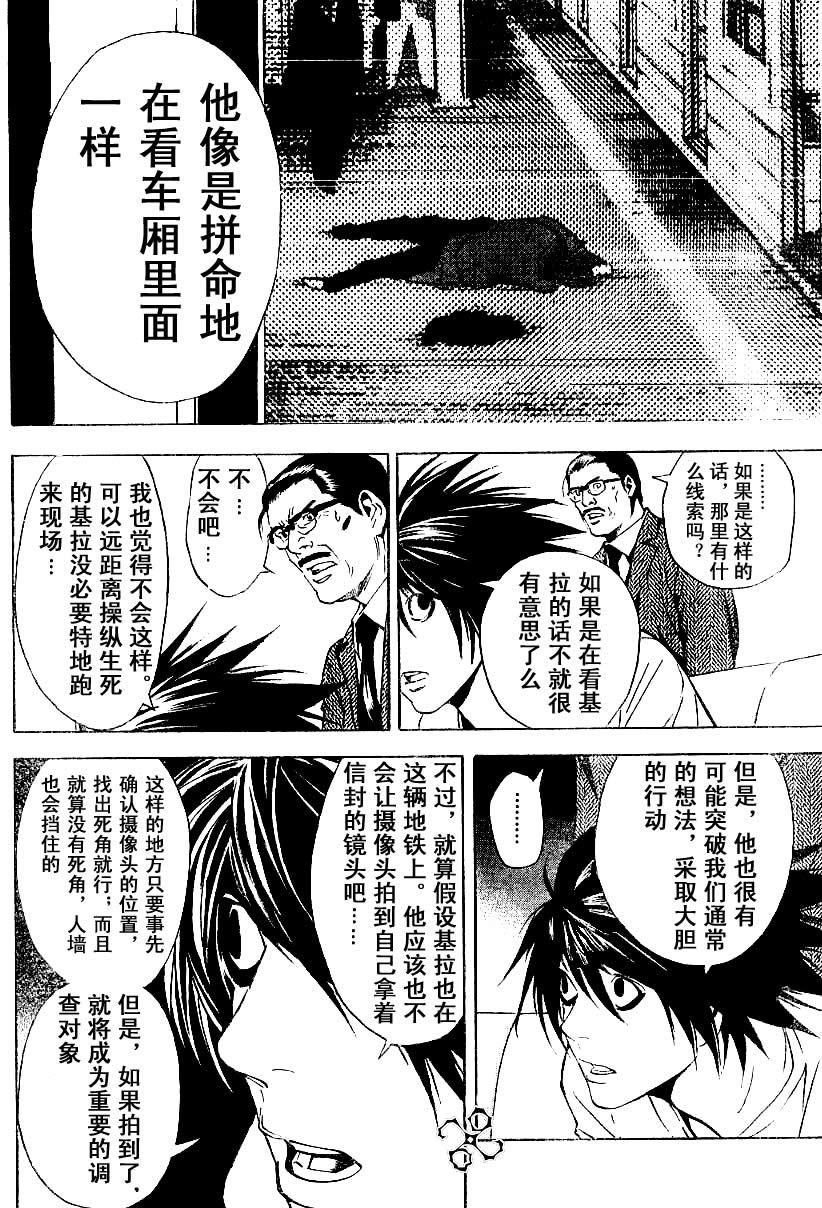 他像是拼命地
在看车厢里面
一样
………
如果是这样的
话，那里有什
么线索吗？
如果是在看基
拉的话不就很
有意思了么
不…
不会吧…
我也觉得不会这样。
可以远距离操纵生死
的基拉没必要特地跑
来现场…
但是，他也很有
可能突破我们通常
的想法，采取大胆
的行动
………
不过，就算假设基拉也在
这辆地铁上。他应该也不
会让摄像头拍到自己拿着
信封的镜头吧……
这样的地方只要事先
确认摄像头的位置，
找出死角就行；而且
就算没有死角，人墙
也会挡住的
但是，如果拍到了，
就将成为重要的调
查对象